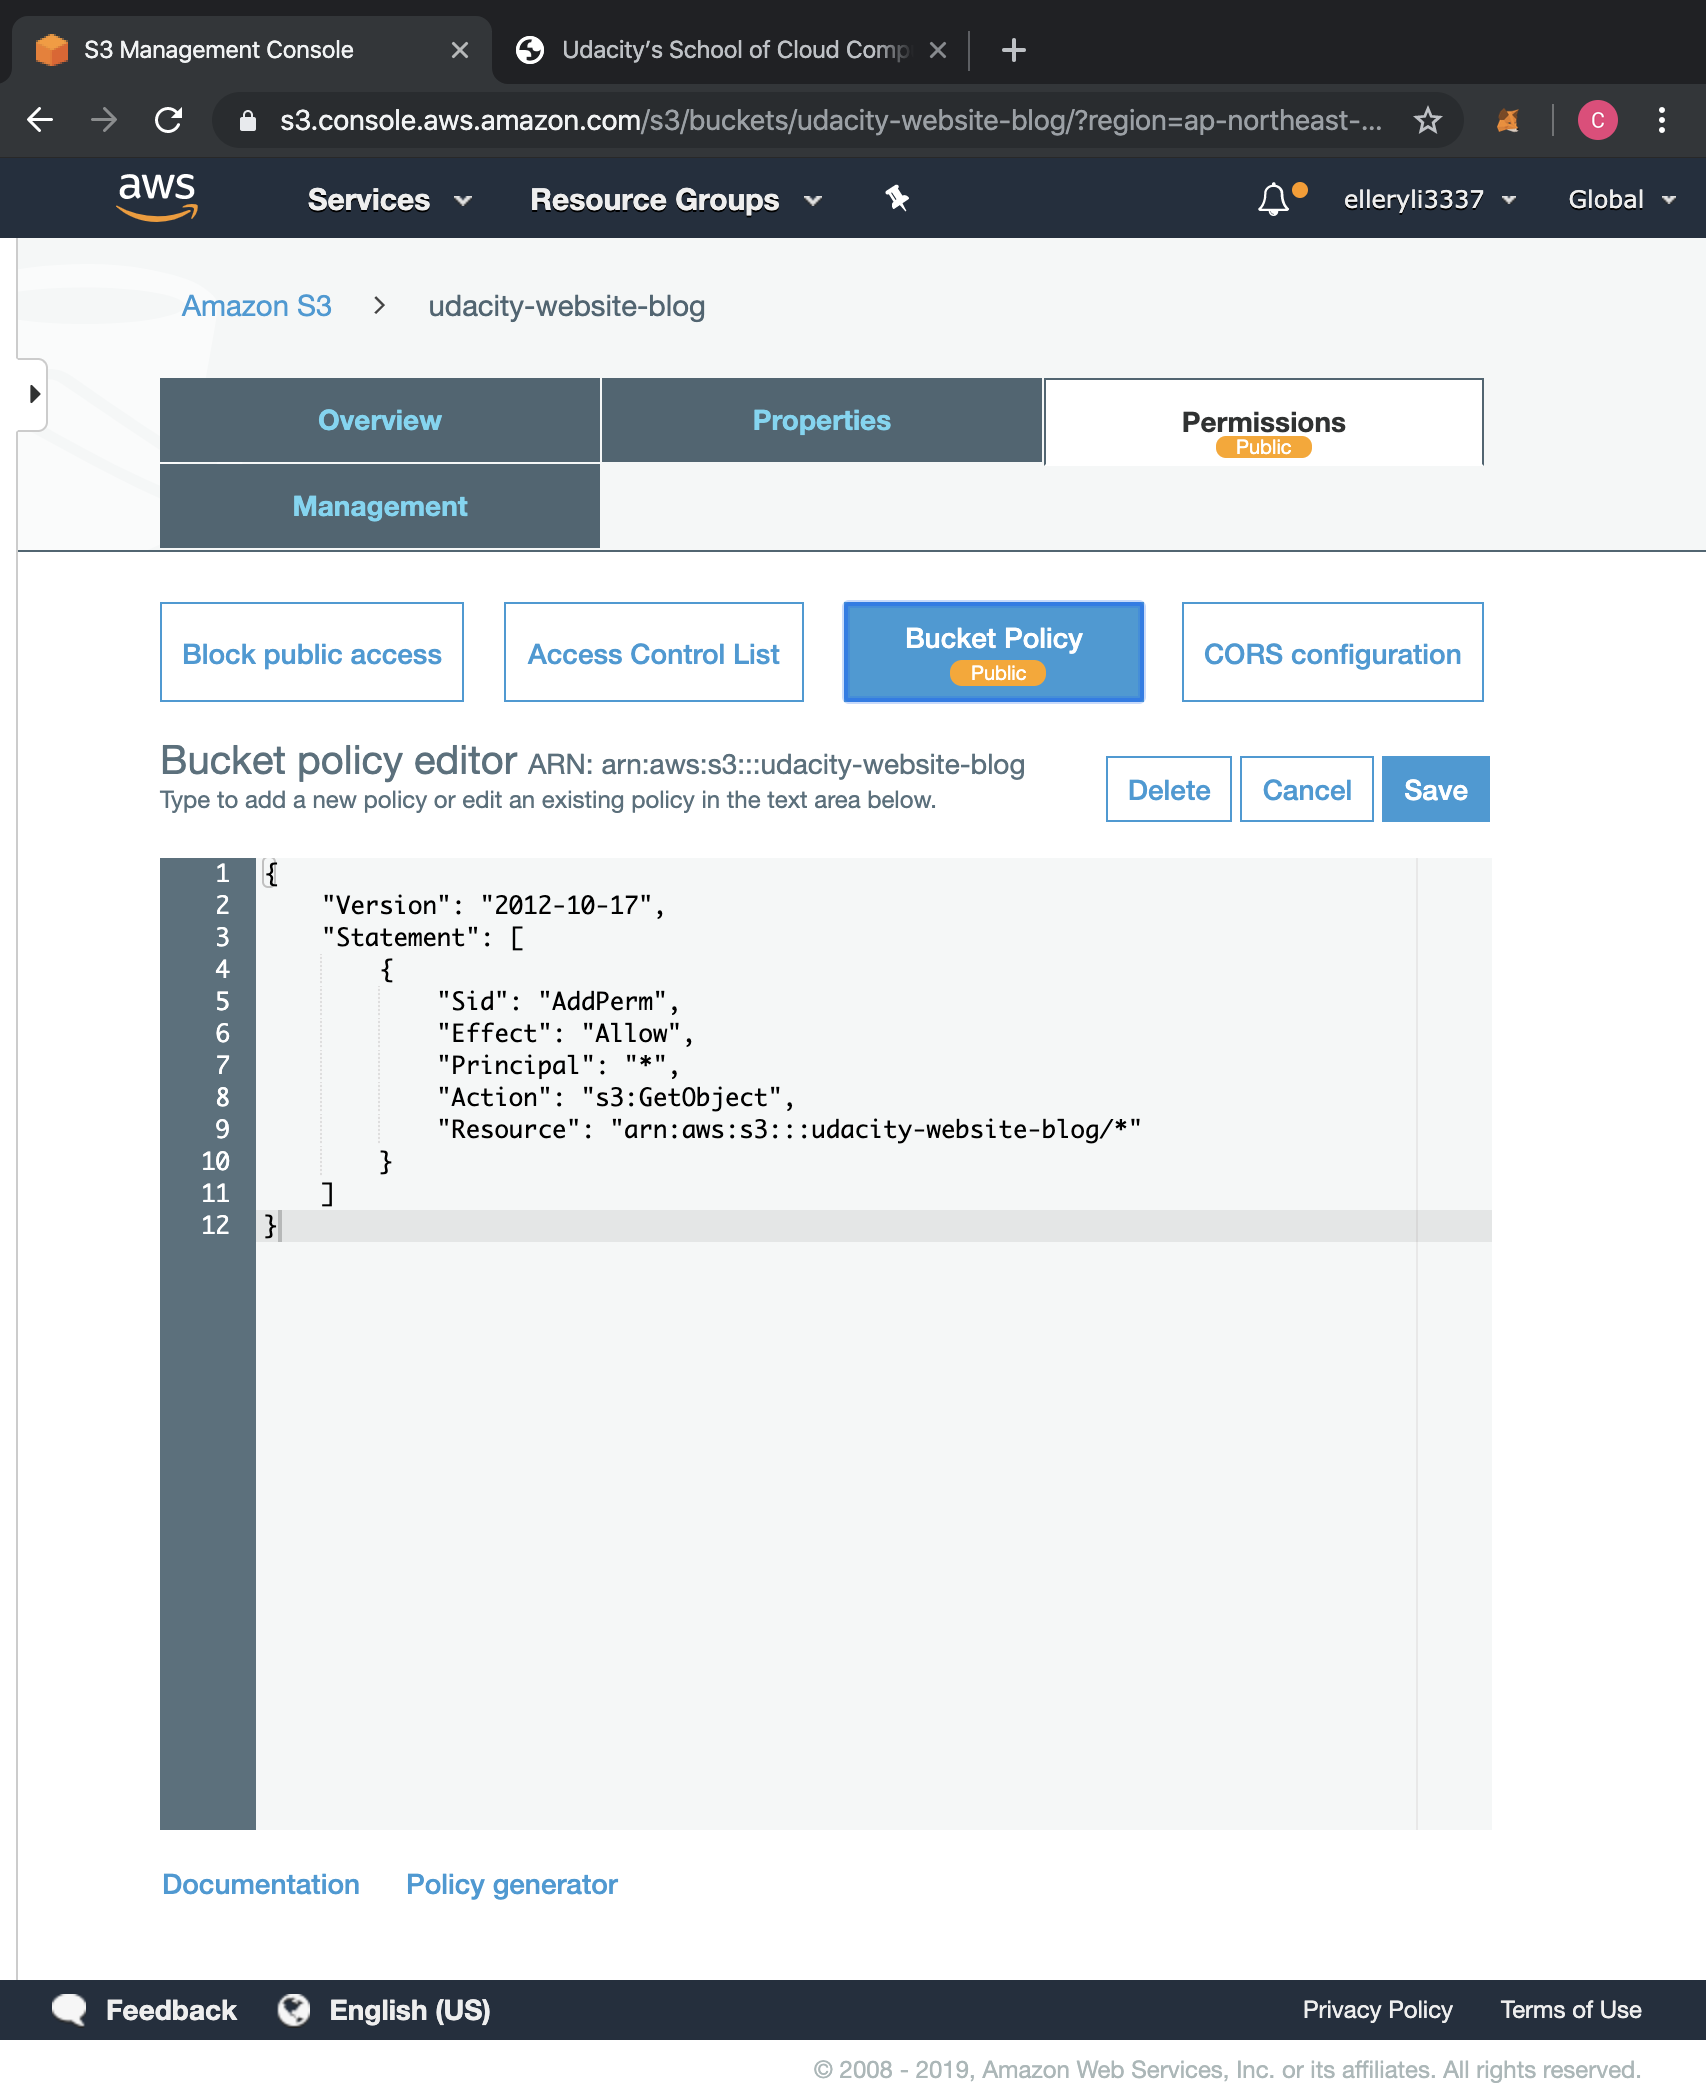 S3 Management Console
Udacity's School of Cloud Comp
s3.console.aws.amazon.com/s3/buckets/udacity-website-blog/?region=ap-northeast-...
C
aws
Services
Resource Groups
elleryli3337
Global
Amazon S3 > udacity-website-blog
Overview
Properties
Permissions
Public
Management
Block public access
Access Control List
Bucket Policy
Public
CORS configuration
Bucket policy editor ARN: arn:aws:s3:::udacity-website-blog
Type to add a new policy or edit an existing policy in the text area below.
Delete
Cancel
Save
1 {
2 "Version": "2012-10-17",
3 "Statement": [
4 {
5 "Sid": "AddPerm",
6 "Effect": "Allow",
7 "Principal": "*",
8 "Action": "s3:GetObject",
9 "Resource": "arn:aws:s3:::udacity-website-blog/*"
10 }
11 ]
12 }
Documentation
Policy generator
Feedback
English (US)
Privacy Policy
Terms of Use
© 2008 - 2019, Amazon Web Services, Inc. or its affiliates. All rights reserved.